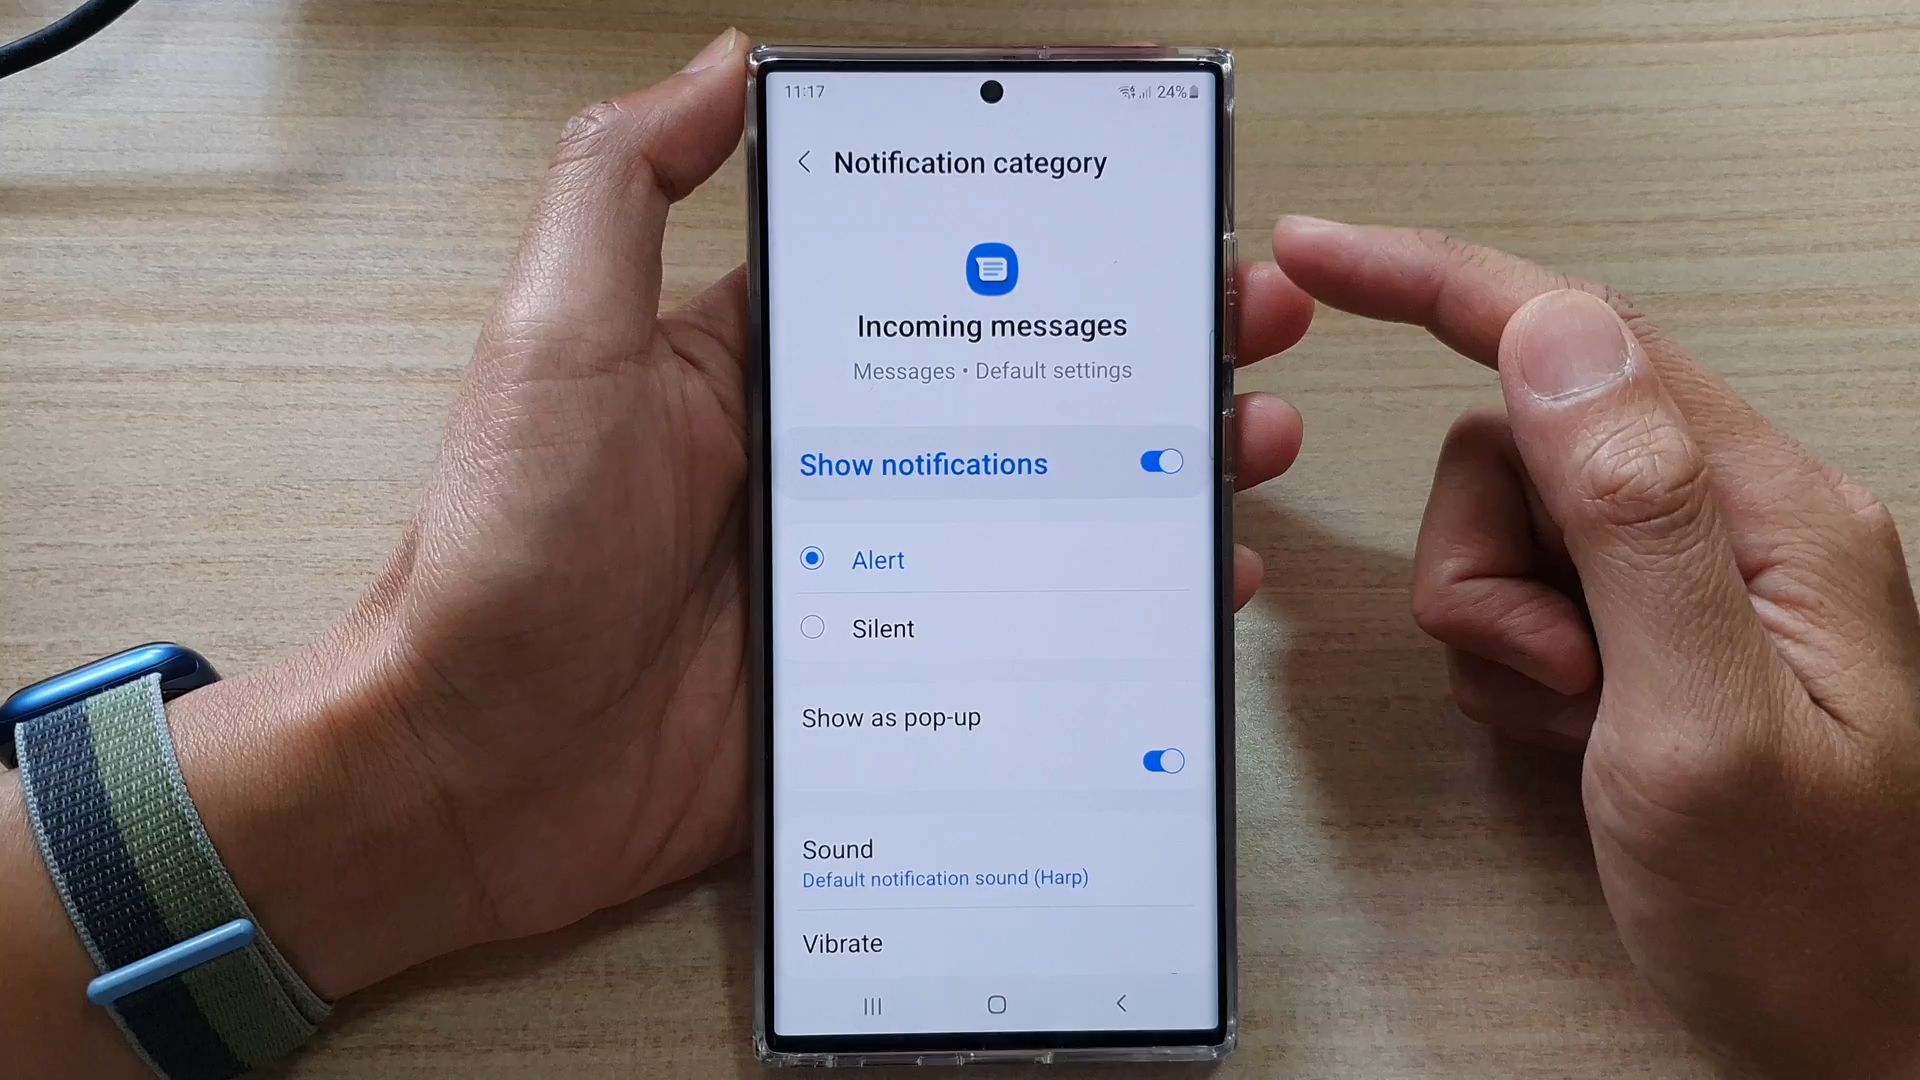 11:17 24%
Notification category
Incoming messages
Messages • Default settings
Show notifications
Alert
Silent
Show as pop-up
Sound
Default notification sound (Harp)
Vibrate